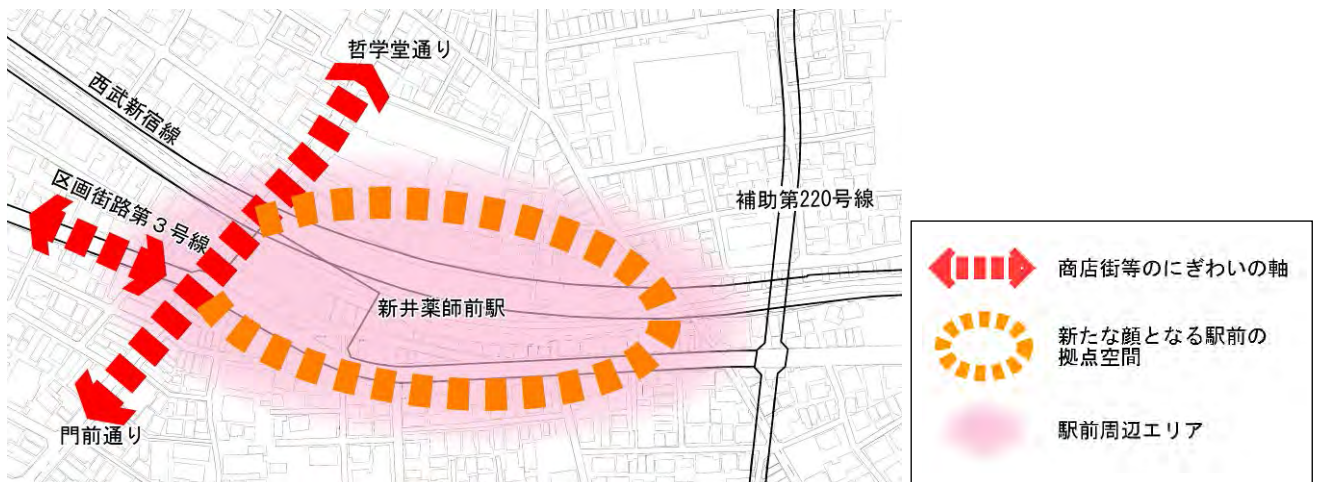 哲学堂通り
西武新宿線
区画街路第3号線
補助第220号線
新井薬師前駅
門前通り
商店街等のにぎわいの軸
新たな顔となる駅前の
拠点空間
駅前周辺エリア